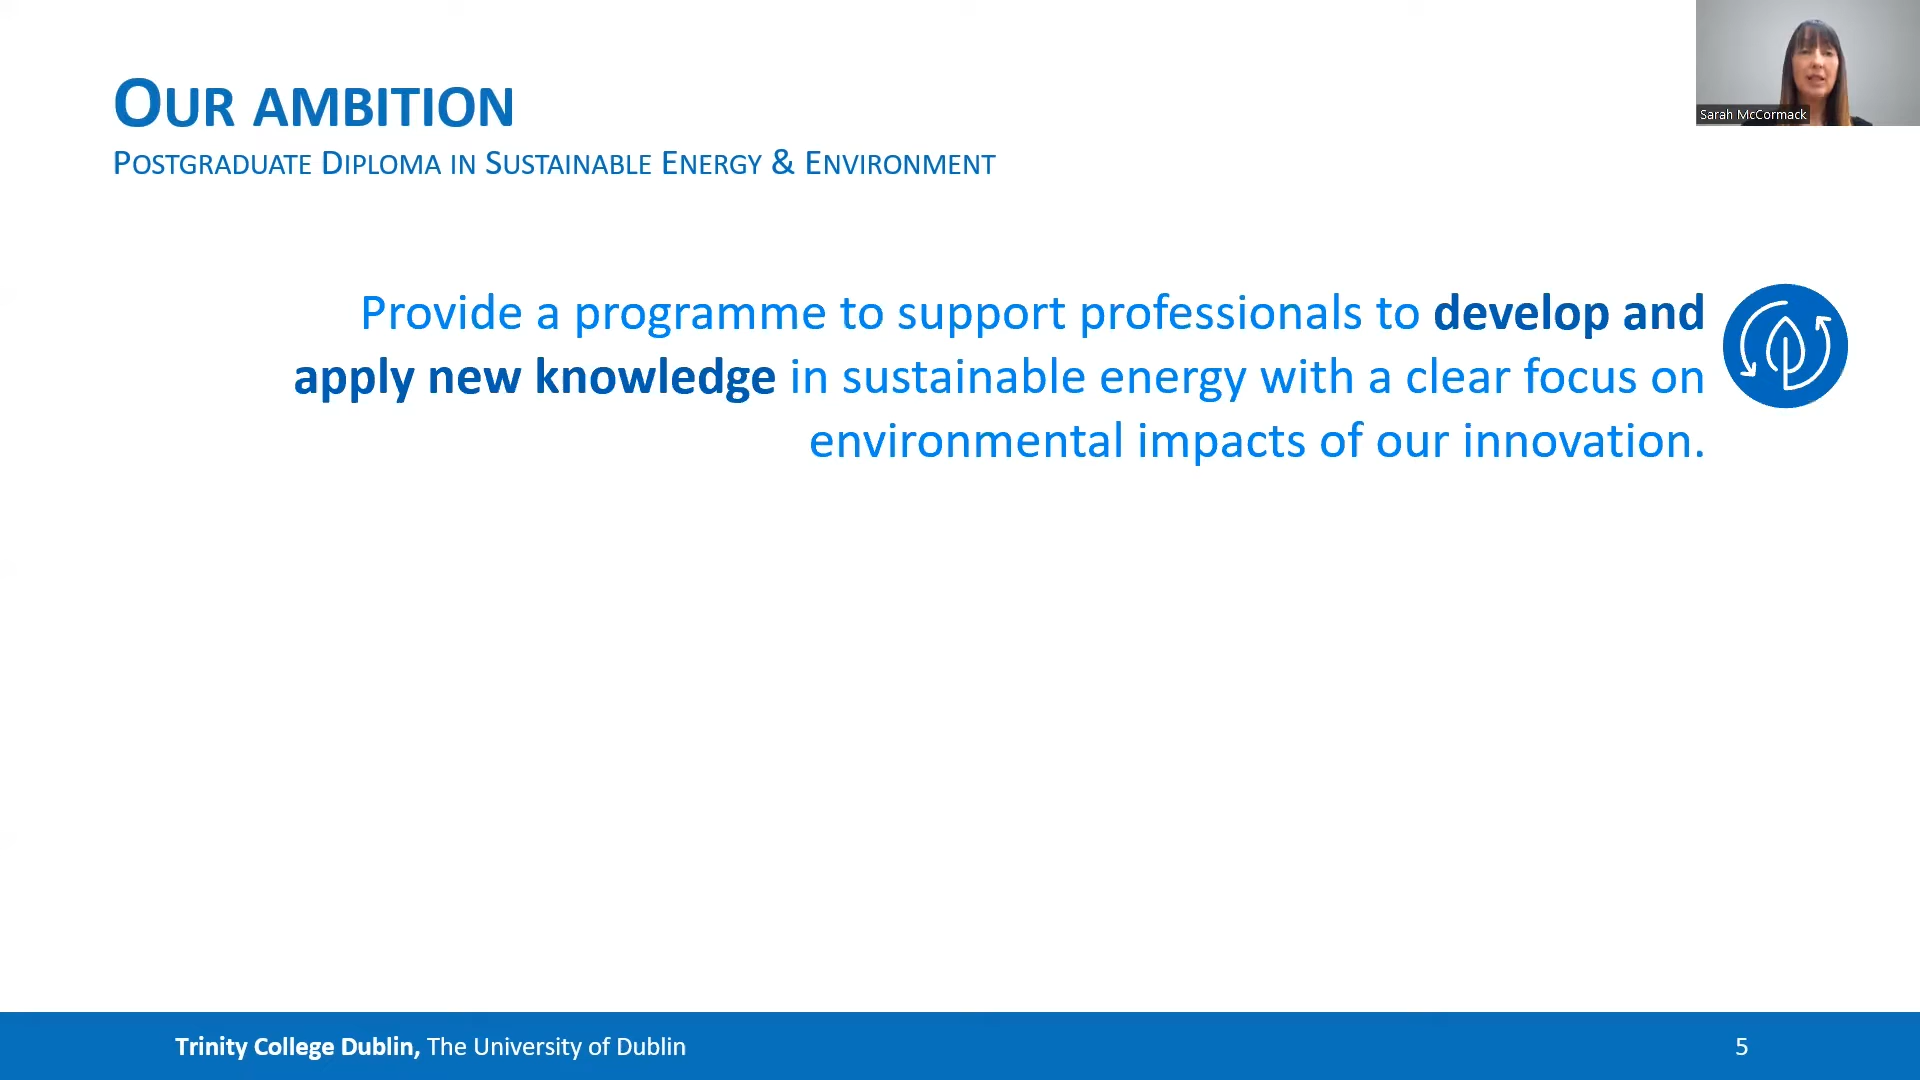 OUR AMBITION
POSTGRADUATE DIPLOMA IN SUSTAINABLE ENERGY & ENVIRONMENT
Sarah McCormack
Provide a programme to support professionals to develop and
apply new knowledge in sustainable energy with a clear focus on
environmental impacts of our innovation.
Trinity College Dublin, The University of Dublin
5